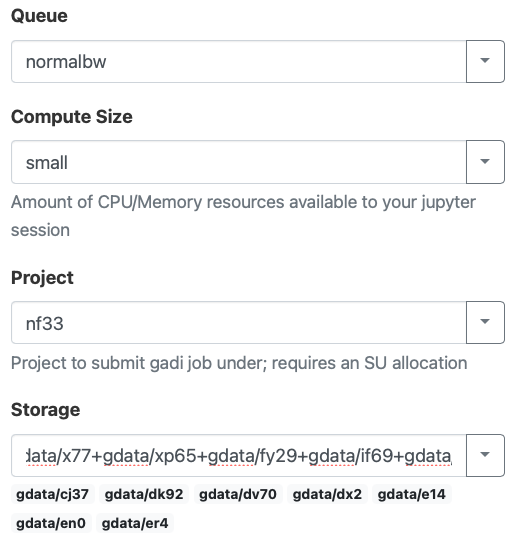 Queue
normalbw
Compute Size
small
Amount of CPU/Memory resources available to your jupyter
session
Project
nf33
Project to submit gadi job under; requires an SU allocation
Storage
data/x77+gdata/xp65+gdata/fy29+gdata/if69+gdata,
gdata/cj37 gdata/dk92 gdata/dv70 gdata/dx2 gdata/e14
gdata/en0 gdata/er4